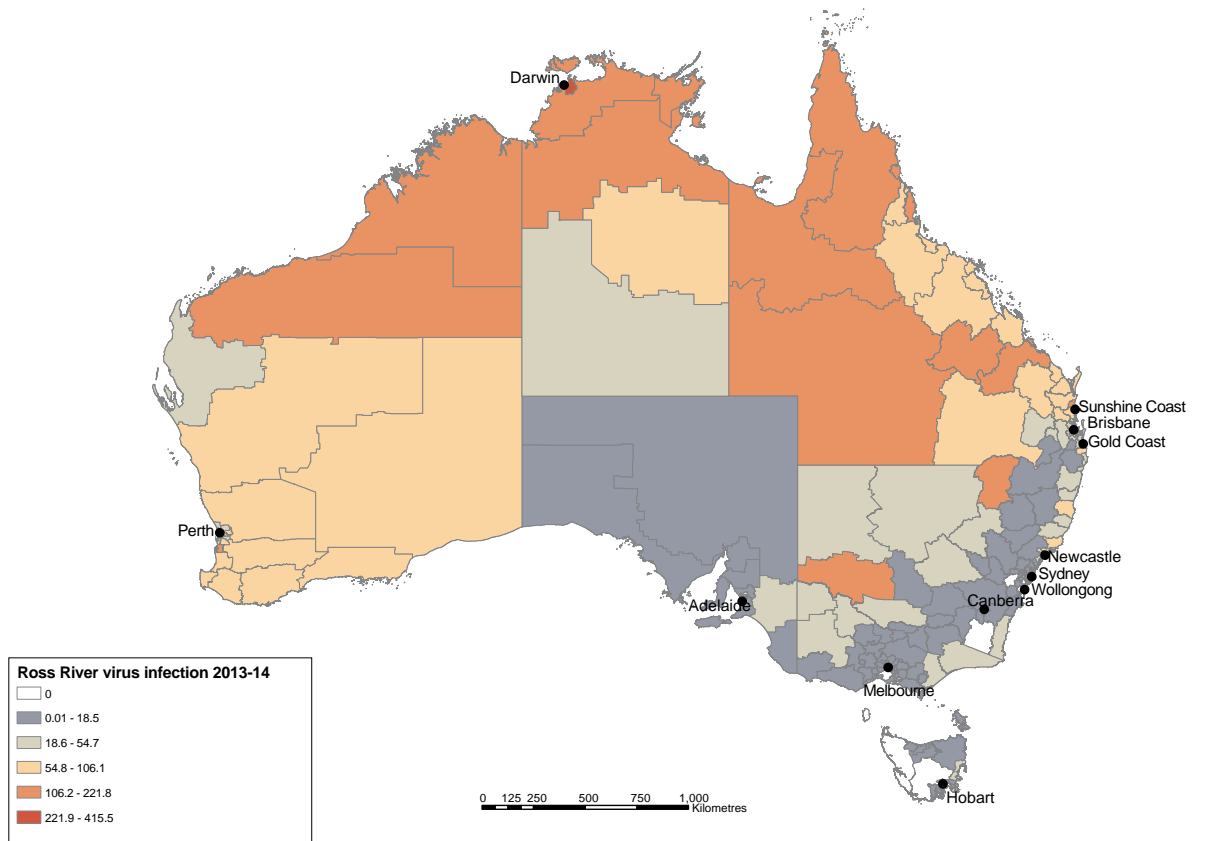 Darwin
Sunshine Coast
Brisbane
Gold Coast
Perth
Newcastle
Sydney
Wollongong
Canberra
Adelaide
Melbourne
Hobart
Ross River virus infection 2013-14
0
0.01 - 18.5
18.6 - 54.7
54.8 - 106.1
106.2 - 221.8
221.9 - 415.5
0 125 250 500 750 1,000
Kilometres